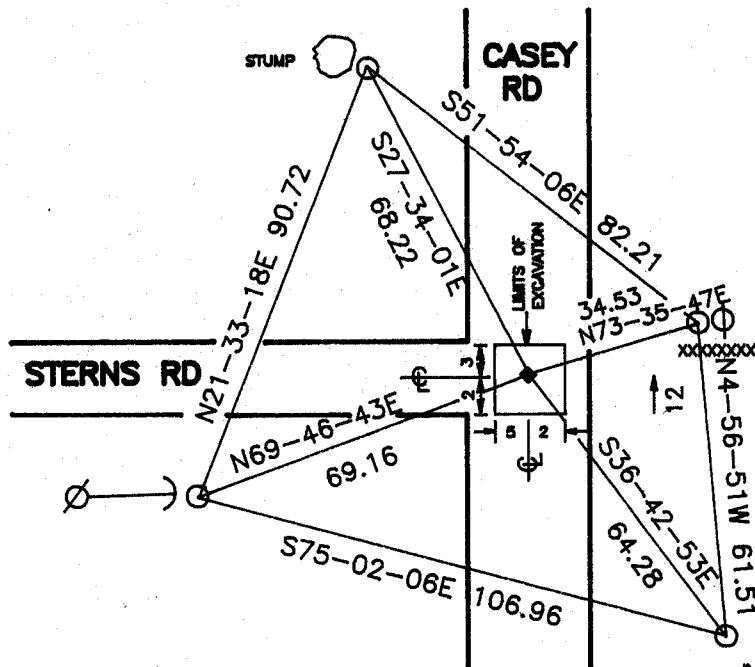 STUMP
CASEY
RD
S51-54-06E 82.21
S27-34-01E
68.22
N21-33-18E 90.72
LIMITS OF
EXCAVATION
34.53
N73-35-47E
STERNS RD
3
2
XXXXXXXX
12
N4-56-51W 61.51
N69-46-43E
69.16
5 2
S36-42-53E
64.28
S75-02-06E 106.96